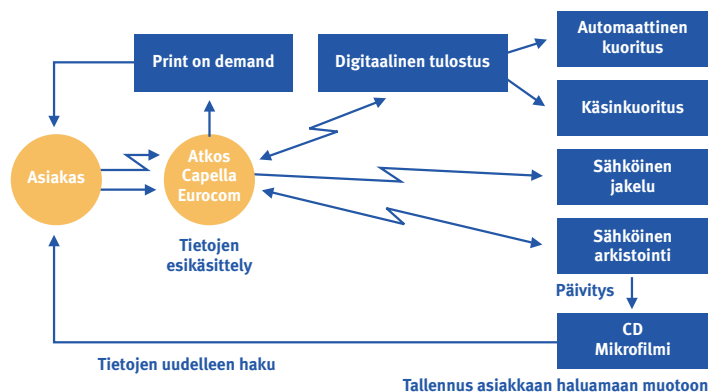 Print on demand
Digitaalinen tulostus
Automaattinen
kuoritus
Käsinkuoritus
Asiakas
Atkos
Capella
Eurocom
Sähköinen
jakelu
Tietojen
esikäsittely
Sähköinen
arkistointi
Päivitys
CD
Mikrofilmi
Tietojen uudelleen haku
Tallennus asiakkaan haluamaan muotoon